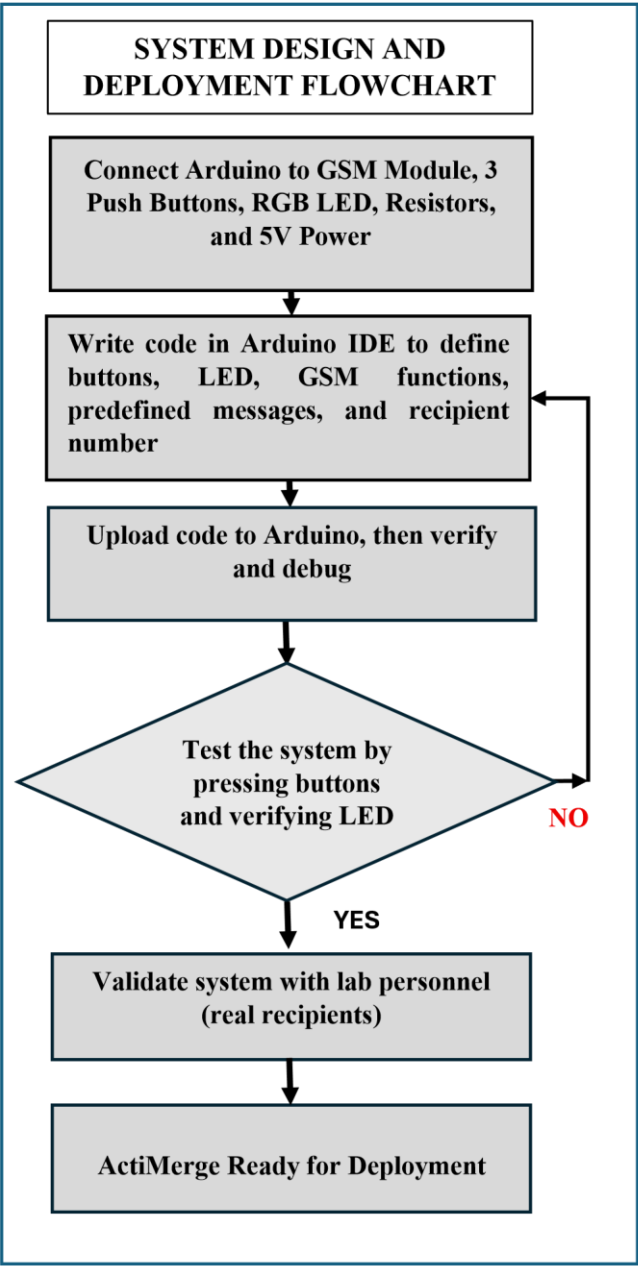 SYSTEM DESIGN AND
DEPLOYMENT FLOWCHART
Connect Arduino to GSM Module, 3
Push Buttons, RGB LED, Resistors,
and 5V Power
Write code in Arduino IDE to define
buttons, LED, GSM functions,
predefined messages, and recipient
number
Upload code to Arduino, then verify
and debug
Test the system by
pressing buttons
and verifying LED
NO
YES
Validate system with lab personnel
(real recipients)
ActiMerge Ready for Deployment